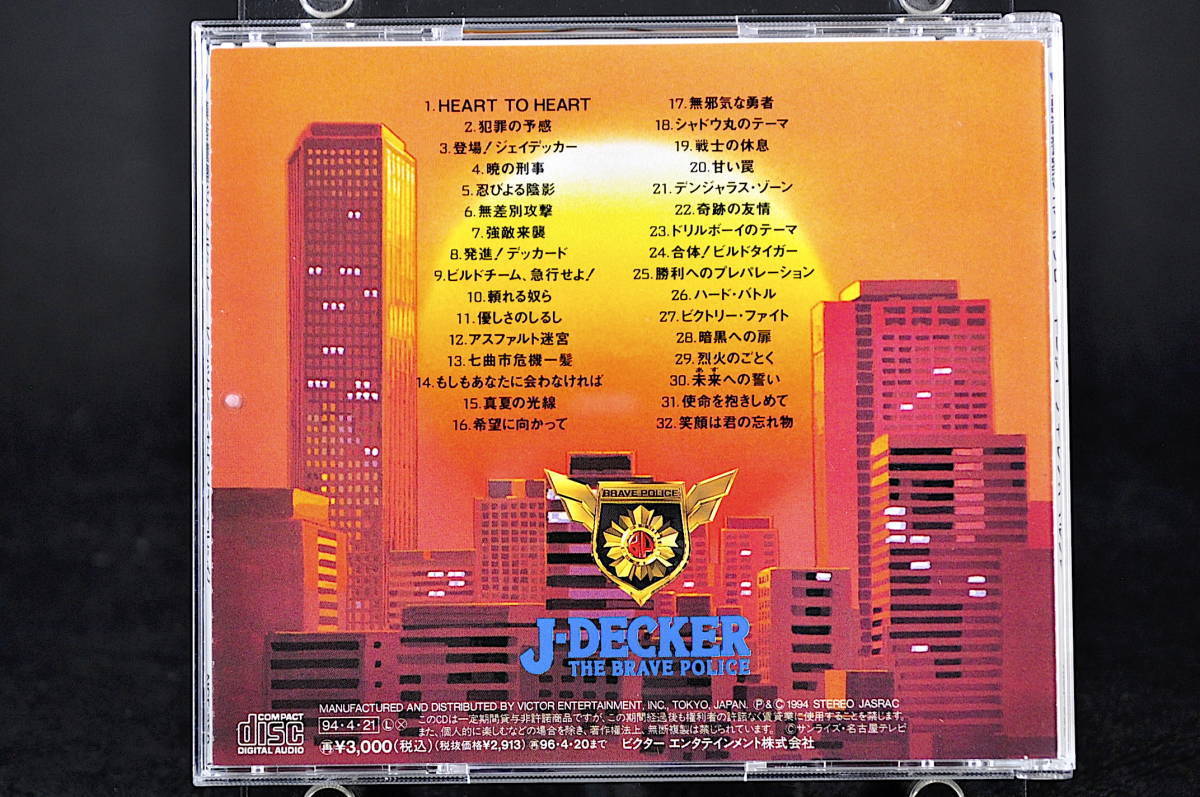 1. HEART TO HEART
2. 犯罪の予感
3. 登場!ジェイデッカー
4. 暁の刑事
5. 忍びよる陰影
6. 無差別攻撃
7. 強敵来襲
8. 発進!デッカード
9. ビルドチーム、急行せよ!
10. 頼れる奴ら
11. 優しさのしるし
12. アスファルト迷宮
13. 七曲市危機一髪
14. もしもあなたに会わなければ
15. 真夏の光線
16. 希望に向かって
17. 無邪気な勇者
18. シャドウ丸のテーマ
19. 戦士の休息
20. 甘い罠
21. デンジャラス・ゾーン
22. 奇跡の友情
23. ドリルボーイのテーマ
24. 合体!ビルドタイガー
25. 勝利へのプレパレーション
26. ハード・バトル
27. ビクトリー・ファイト
28. 暗黒への扉
29. 烈火のごとく
あす
30. 未来への誓い
31. 使命を抱きしめて
32. 笑顔は君の忘れ物
BRAVE POLICE
BP
J-DECKER
THE BRAVE POLICE
COMPACT
disc
DIGITAL AUDIO
MANUFACTURED AND DISTRIBUTED BY VICTOR ENTERTAINMENT, INC., TOKYO, JAPAN. Ⓟ&Ⓒ 1994 STEREO JASRAC
94・4・21 Ⓛ Ⓧ このCDは一定期間貸与非許諾商品ですが、この期間経過後も権利者の許諾なく賃貸業に使用することを禁じます。
また、個人的に楽しむなどの場合を除き、著作権法上、無断複製は禁じられています。 Ⓒサンライズ・名古屋テレビ
再¥3,000(税込)(税抜価格¥2,913) 再96・4・20まで ビクター エンタテインメント株式会社